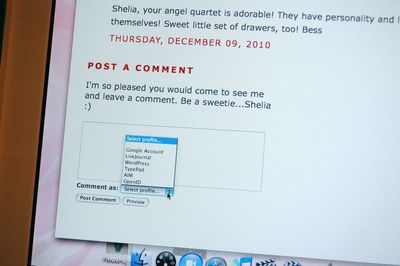 Shelia, your angel quartet is adorable! They have personality and
themselves! Sweet little set of drawers, too! Bess
THURSDAY, DECEMBER 09, 2010
POST A COMMENT
I'm so pleased you would come to see me
and leave a comment. Be a sweetie...Shelia
:)
Select profile...
Google Account
LiveJournal
WordPress
TypePad
AIM
OpenID
Comment as: Select profile...
Post Comment Preview